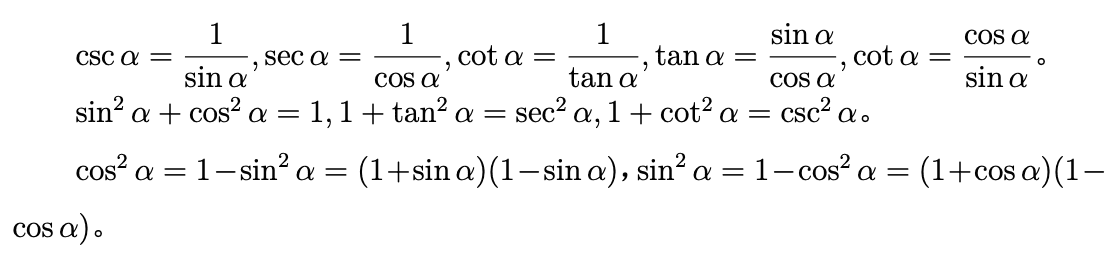 csc α = 1/sin α, sec α = 1/cos α, cot α = 1/tan α, tan α = sin α/cos α, cot α = cos α/sin α。
sin² α + cos² α = 1, 1 + tan² α = sec² α, 1 + cot² α = csc² α。
cos² α = 1−sin² α = (1+sin α)(1−sin α)，sin² α = 1−cos² α = (1+cos α)(1−
cos α)。